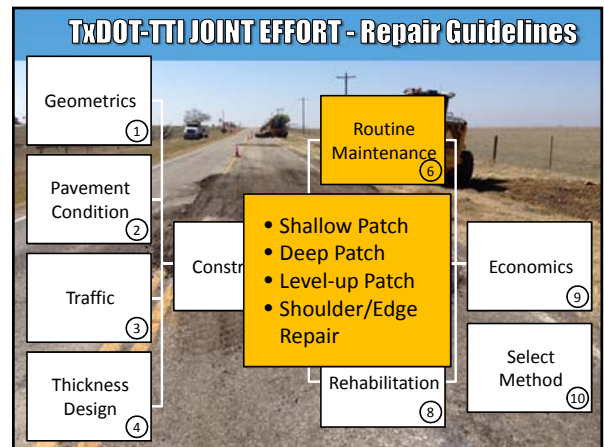 TxDOT-TTI JOINT EFFORT - Repair Guidelines
Geometrics
1
Pavement
Condition
2
Traffic
3
Thickness
Design
4
Constr
Routine
Maintenance
6
• Shallow Patch
• Deep Patch
• Level-up Patch
• Shoulder/Edge
Repair
Rehabilitation
8
Economics
9
Select
Method
10